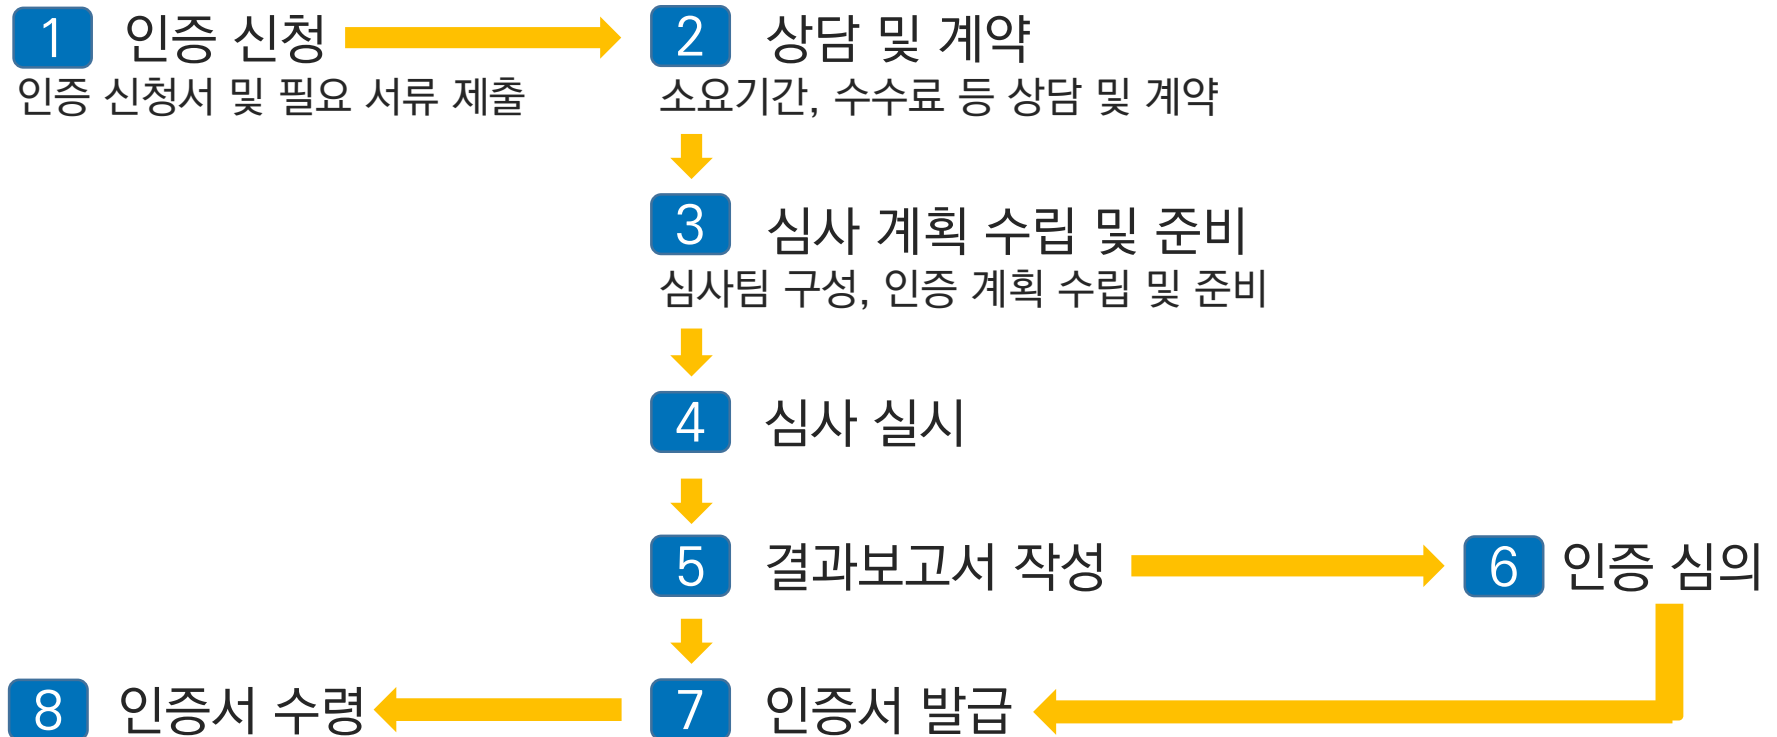 1 인증 신청
인증 신청서 및 필요 서류 제출
2 상담 및 계약
소요기간, 수수료 등 상담 및 계약
3 심사 계획 수립 및 준비
심사팀 구성, 인증 계획 수립 및 준비
4 심사 실시
5 결과보고서 작성
6 인증 심의
7 인증서 발급
8 인증서 수령